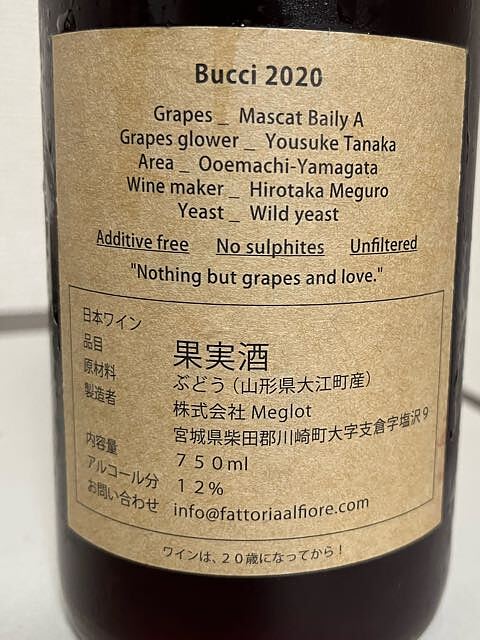 Bucci 2020
Grapes _ Mascat Baily A
Grapes glower _ Yousuke Tanaka
Area _ Ooemachi-Yamagata
Wine maker _ Hirotaka Meguro
Yeast _ Wild yeast
Additive free No sulphites Unfiltered
"Nothing but grapes and love."
日本ワイン
品目 果実酒
原材料 ぶどう（山形県大江町産）
製造者 株式会社 Meglot
宮城県柴田郡川崎町大字支倉字塩沢９
内容量 ７５０ml
アルコール分 １２%
お問い合わせ info@fattoriaalfiore.com
ワインは、２０歳になってから！